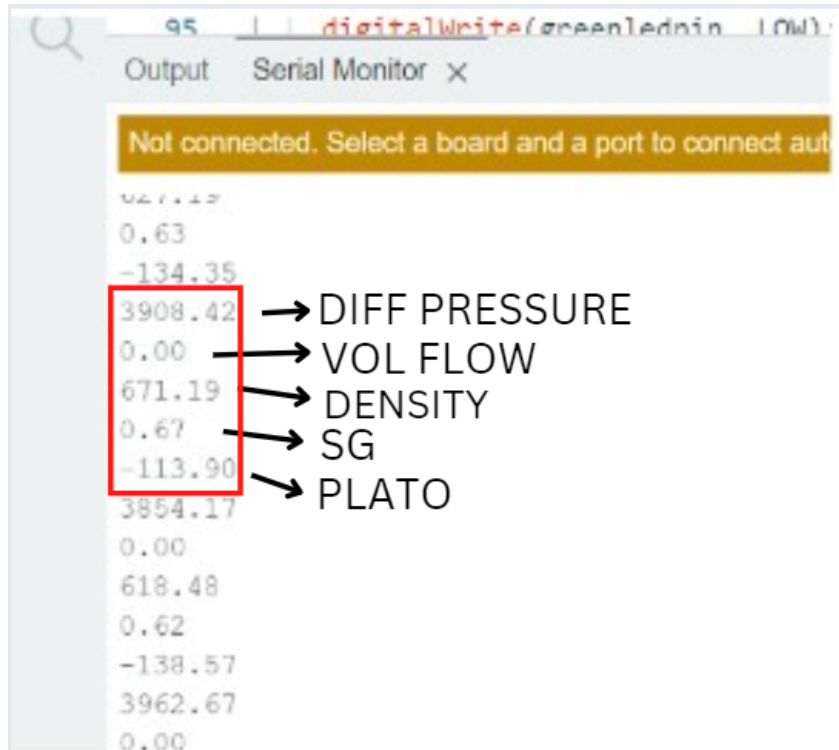 95 digitalWrite(greenledpin, LOW);
Output Serial Monitor ×
Not connected. Select a board and a port to connect aut
627.19
0.63
-134.35
3908.42 DIFF PRESSURE
0.00 VOL FLOW
671.19 DENSITY
0.67 SG
-113.90 PLATO
3854.17
0.00
618.48
0.62
-138.57
3962.67
0.00